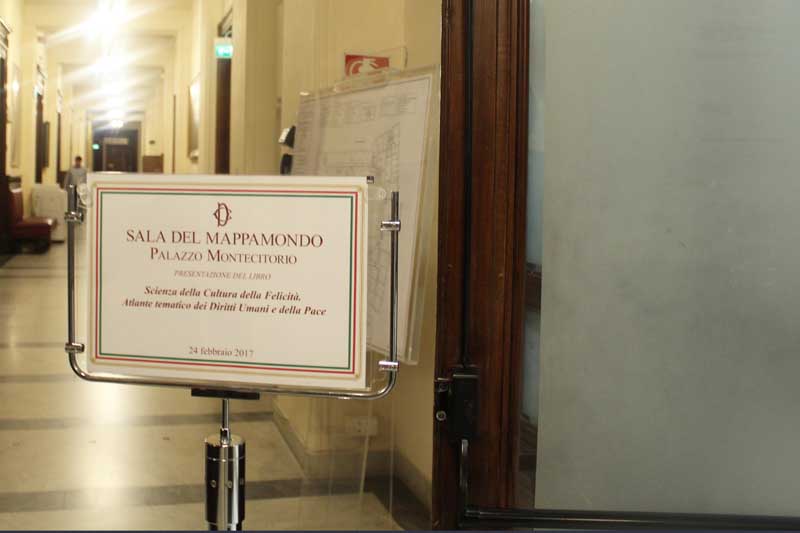 SALA DEL MAPPAMONDO
PALAZZO MONTECITORIO
PRESENTAZIONE DEL LIBRO
Scienza della Cultura della Felicità.
Atlante tematico dei Diritti Umani e della Pace
24 febbraio 2017